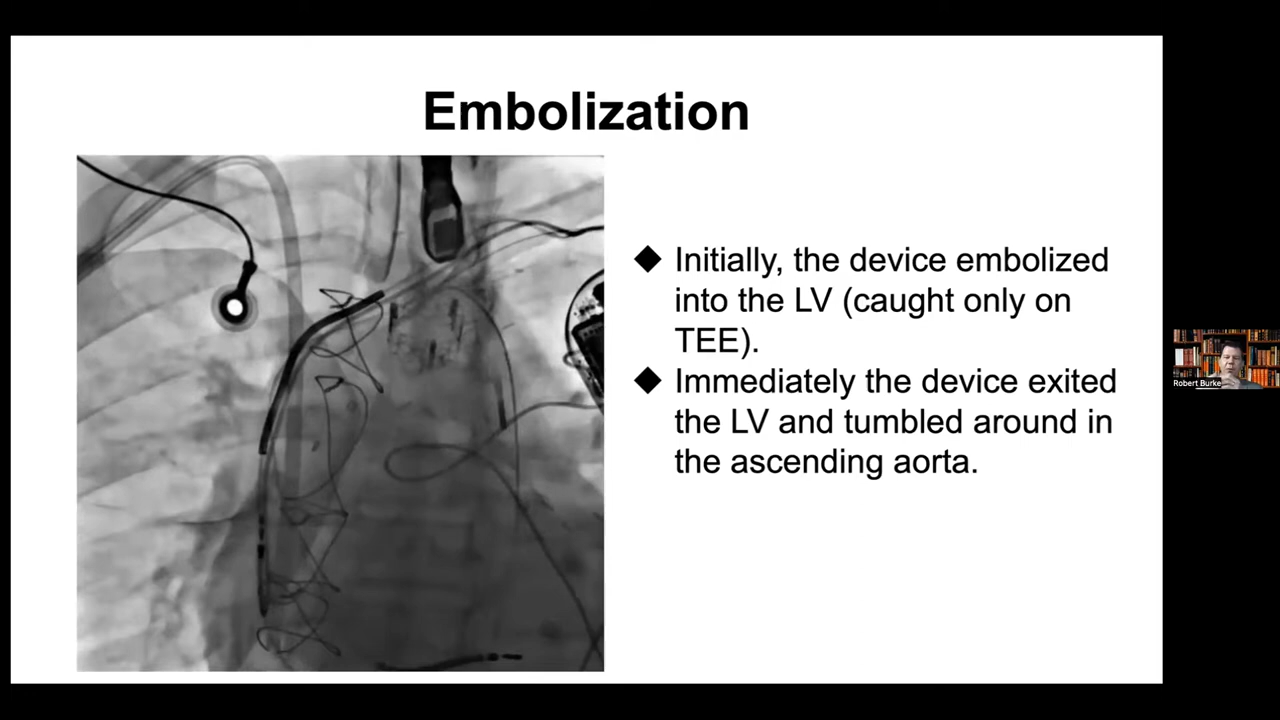 Embolization
◆ Initially, the device embolized
into the LV (caught only on
TEE).
◆ Immediately the device exited
the LV and tumbled around in
the ascending aorta.
Robert Burke